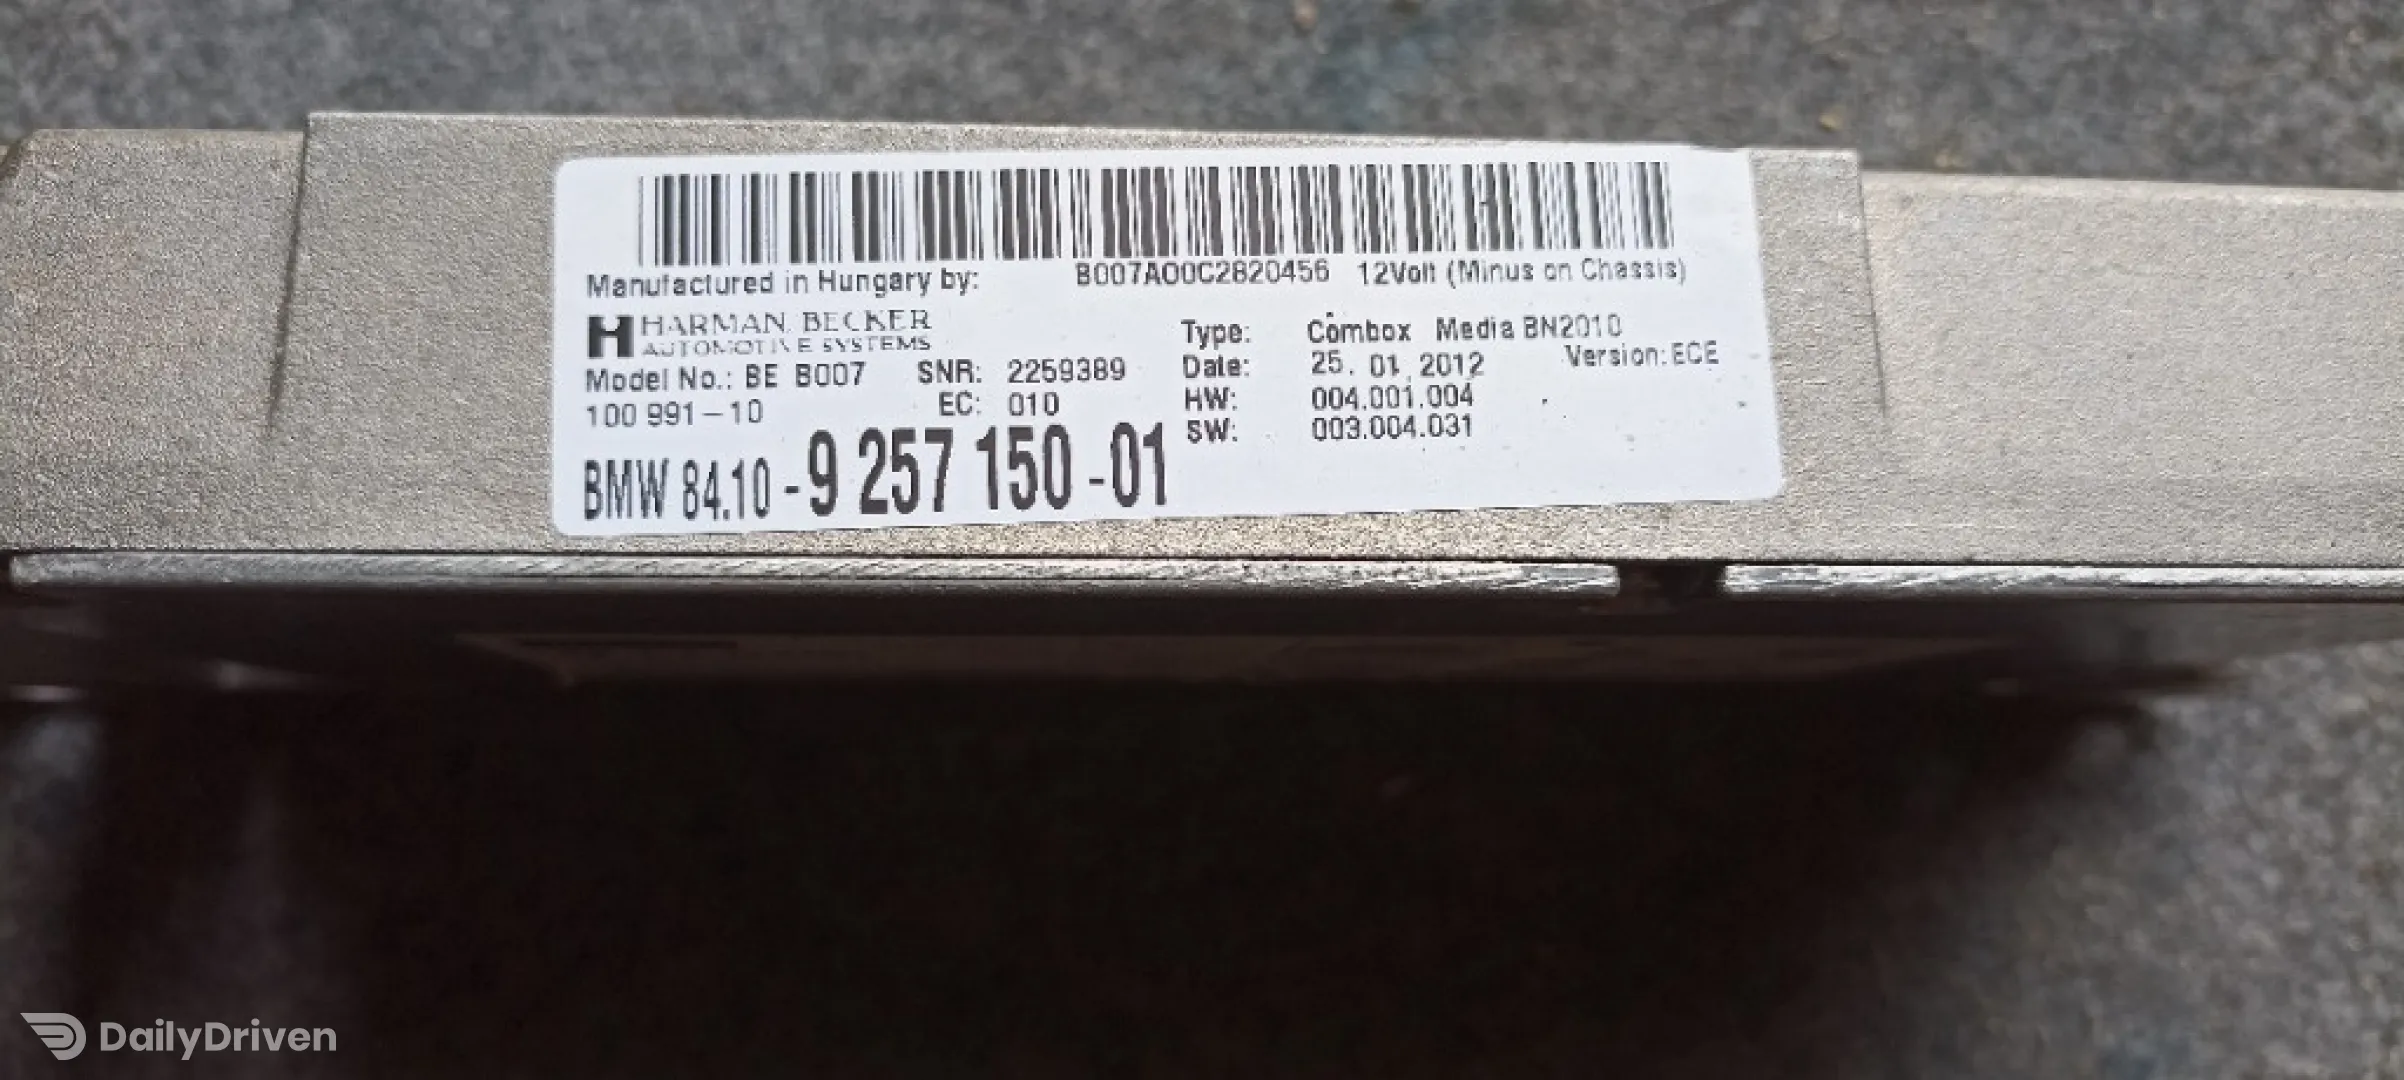 Manufactured in Hungary by: B007A00C2820456 12Volt (Minus on Chassis)
HARMAN BECKER
AUTOMOTIVE SYSTEMS
Type: Combox Media BN2010
Model No.: BE B007 SNR: 2259389 Date: 25. 01. 2012 Version: ECE
100 991-10 EC: 010 HW: 004.001.004
SW: 003.004.031
BMW 84.10-9 257 150-01
DailyDriven